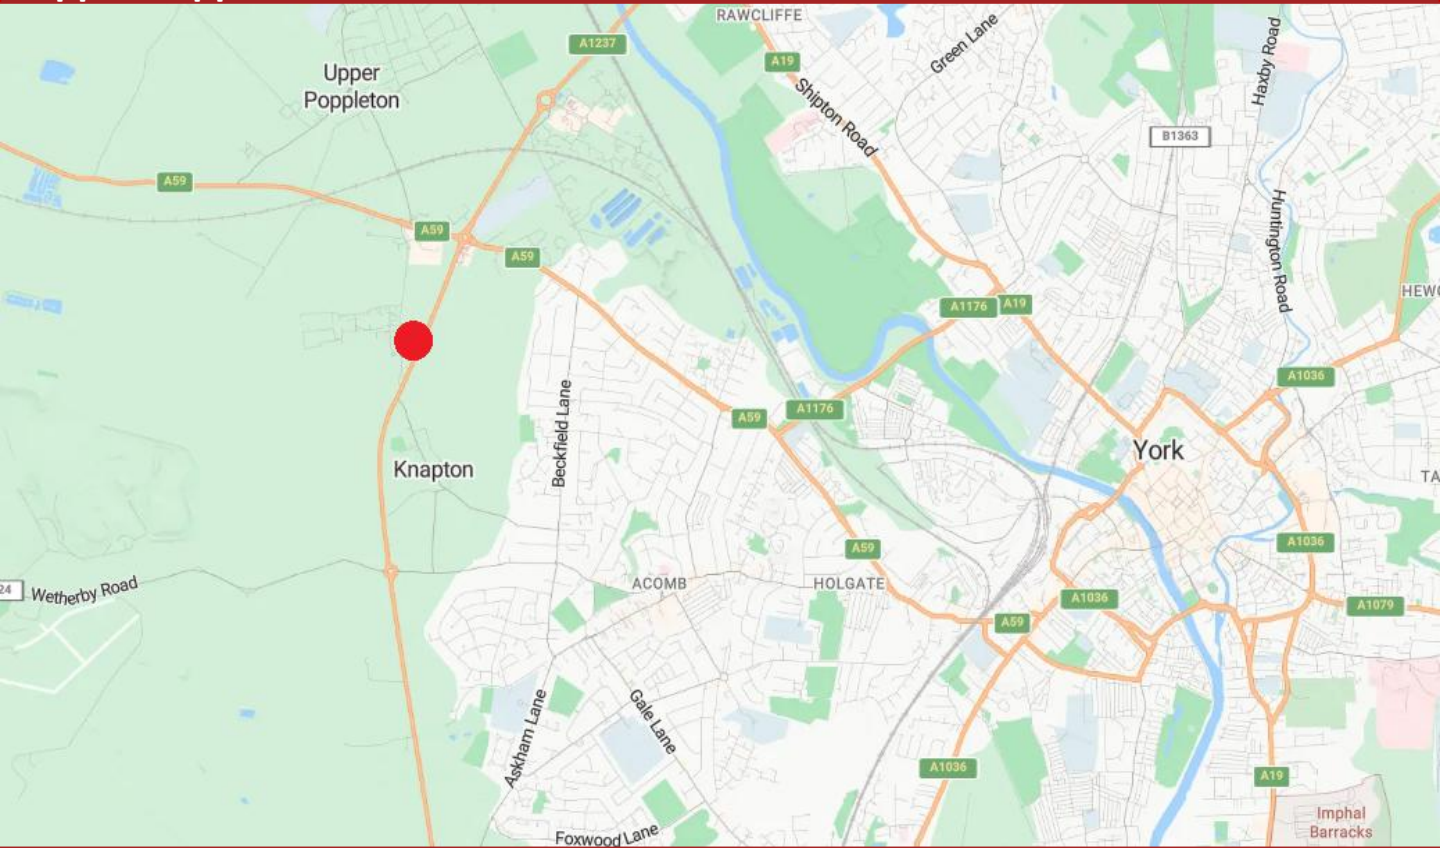 RAWCLIFFE
A1237
A19
Green Lane
Haxby Road
Upper
Poppleton
Shipton Road
B1363
A59
A59
A59
Huntington Road
A1176
A19
A1036
Beckfield Lane
A59
A1176
York
Knapton
A59
A1036
24
Wetherby Road
ACOMB
HOLGATE
A1036
A1079
A59
Askham Lane
Gale Lane
A1036
A19
Imphal
Barracks
Foxwood Lane